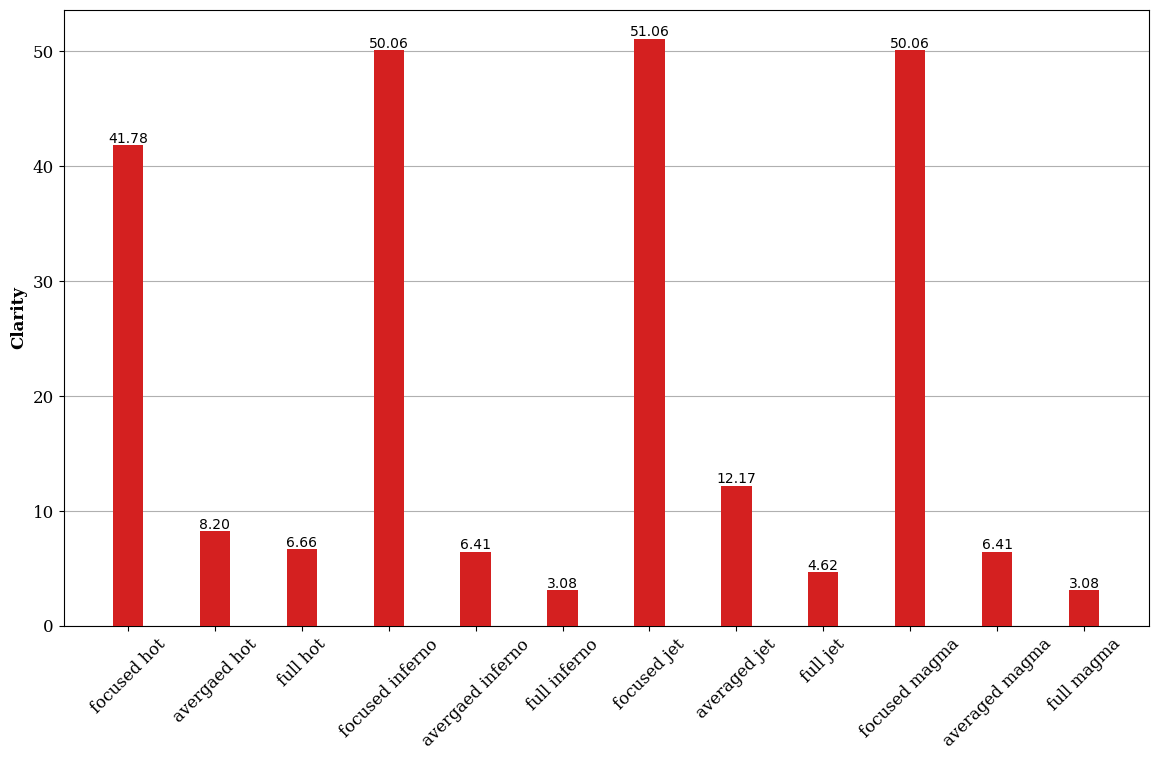 Clarity
50
40
30
20
10
0
41.78
8.20
6.66
50.06
6.41
3.08
51.06
12.17
4.62
50.06
6.41
3.08
focused hot
avergaed hot
full hot
focused inferno
avergaed inferno
full inferno
focused jet
averaged jet
full jet
focused magma
averaged magma
full magma